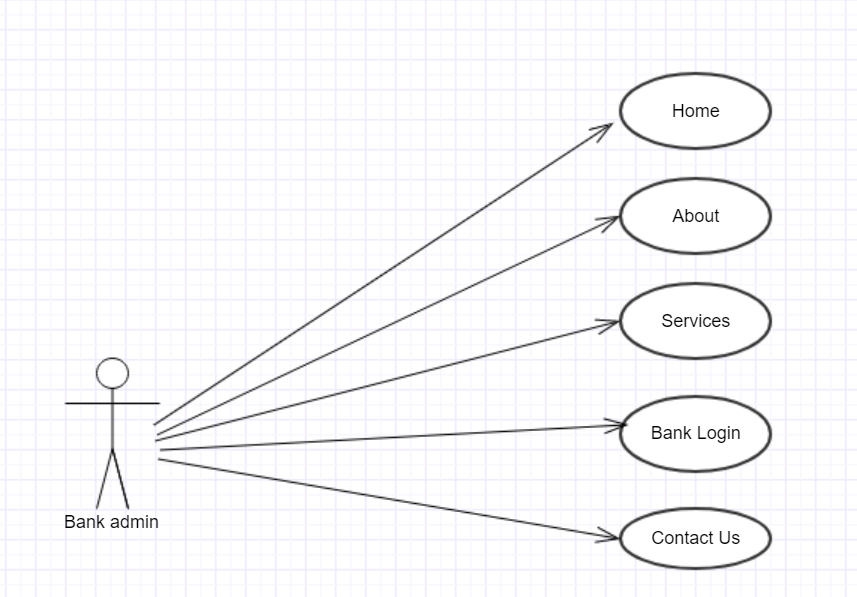 Home
About
Services
Bank Login
Contact Us
Bank admin